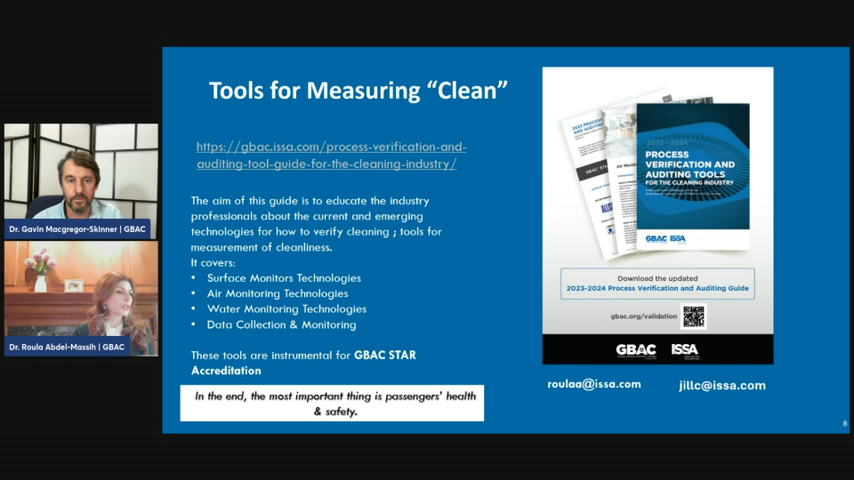 Tools for Measuring “Clean”
https://gbac.issa.com/process-verification-and-
auditing-tool-guide-for-the-cleaning-industry/
The aim of this guide is to educate the industry
professionals about the current and emerging
technologies for how to verify cleaning ; tools for
measurement of cleanliness.
It covers:
• Surface Monitors Technologies
• Air Monitoring Technologies
• Water Monitoring Technologies
• Data Collection & Monitoring
These tools are instrumental for GBAC STAR
Accreditation
In the end, the most important thing is passengers' health
& safety.
2023 - 2024
PROCESS
VERIFICATION AND
AUDITING TOOLS
FOR THE CLEANING INDUSTRY
GBAC ISSA
Download the updated
2023-2024 Process Verification and Auditing Guide
gbac.org/validation
GBAC ISSA
roulaa@issa.com
jillc@issa.com
8
Dr. Gavin Macgregor-Skinner | GBAC
Dr. Roula Abdel-Massih | GBAC